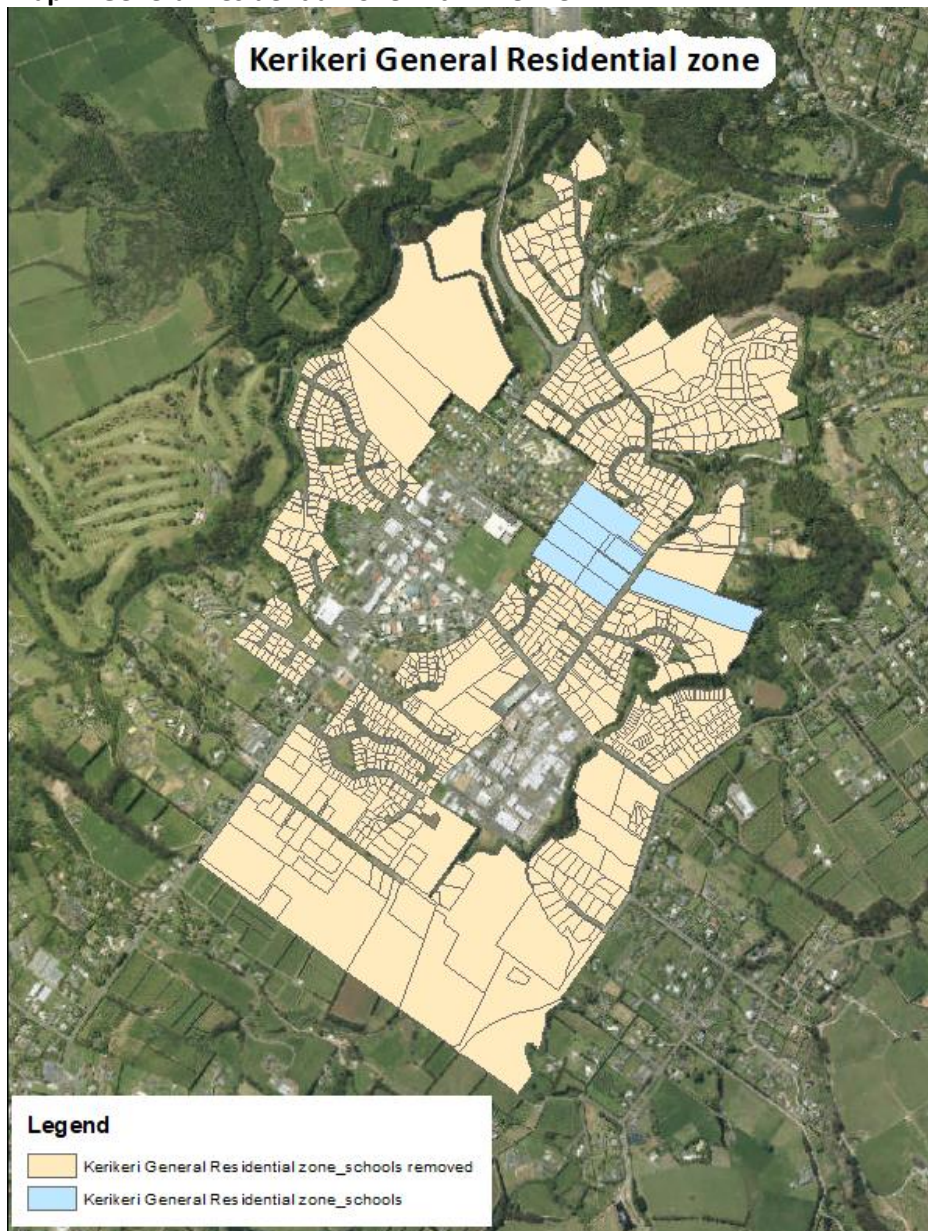 Kerikeri General Residential zone
Legend
Kerikeri General Residential zone_schools removed
Kerikeri General Residential zone_schools